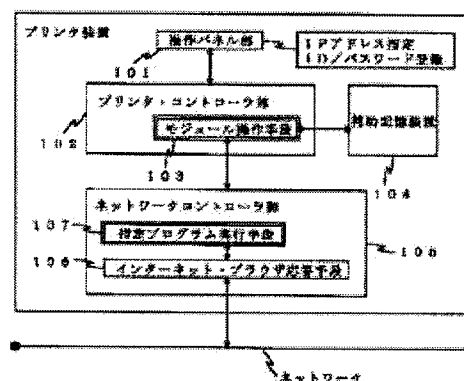 プリンタ装置
操作パネル部
IPアドレス指定
ID/パスワード登録
101
プリンタ・コントローラ部
モジュール操作手段
補助記憶装置
102
103
104
ネットワークコントローラ部
107
指定プログラム実行手段
105
106
インターネット・ブラウザ応答手段
ネットワーク